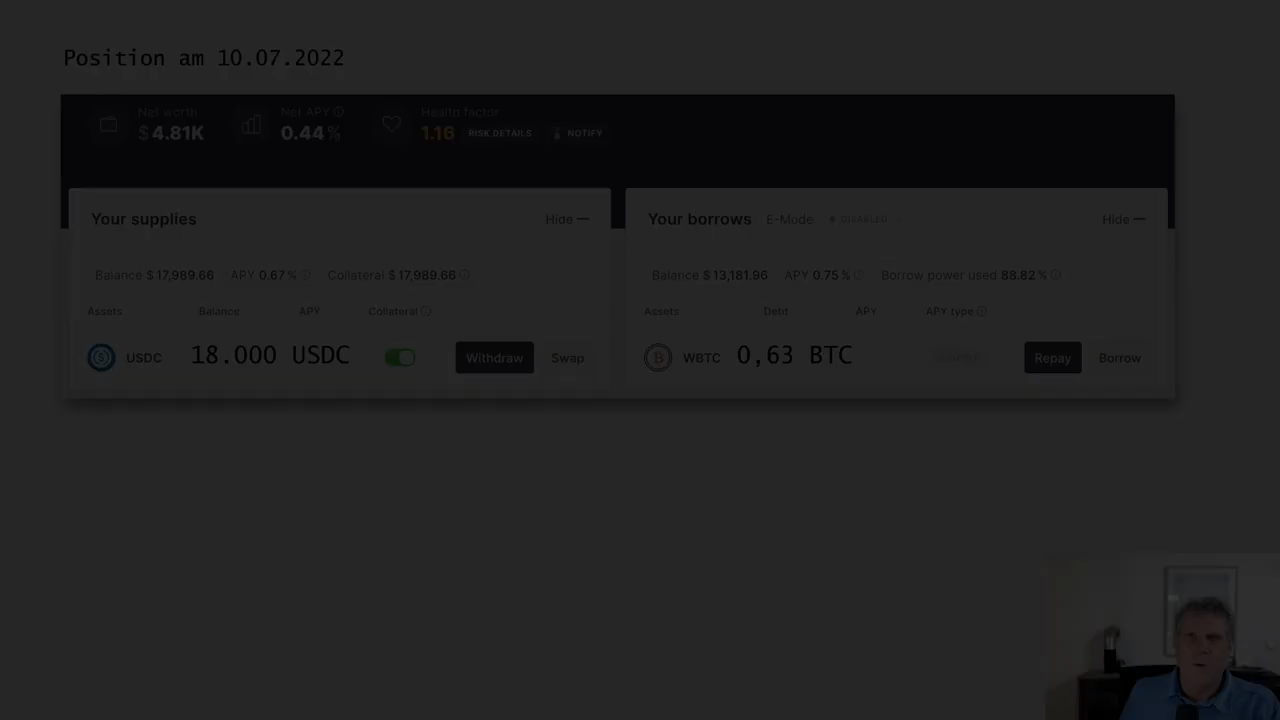 Position am 10.07.2022
Net worth Net APY Health factor
$ 4.81K 0.44 % 1.16 RISK DETAILS NOTIFY
Your supplies Hide —
Your borrows E-Mode DISABLED Hide —
Balance $ 17,989.66 APY 0.67 % Collateral $ 17,989.66
Balance $ 13,181.96 APY 0.75 % Borrow power used 88.82 %
Assets Balance APY Collateral
Assets Debt APY APY type
USDC 18.000 USDC Withdraw Swap
WBTC 0,63 BTC Repay Borrow